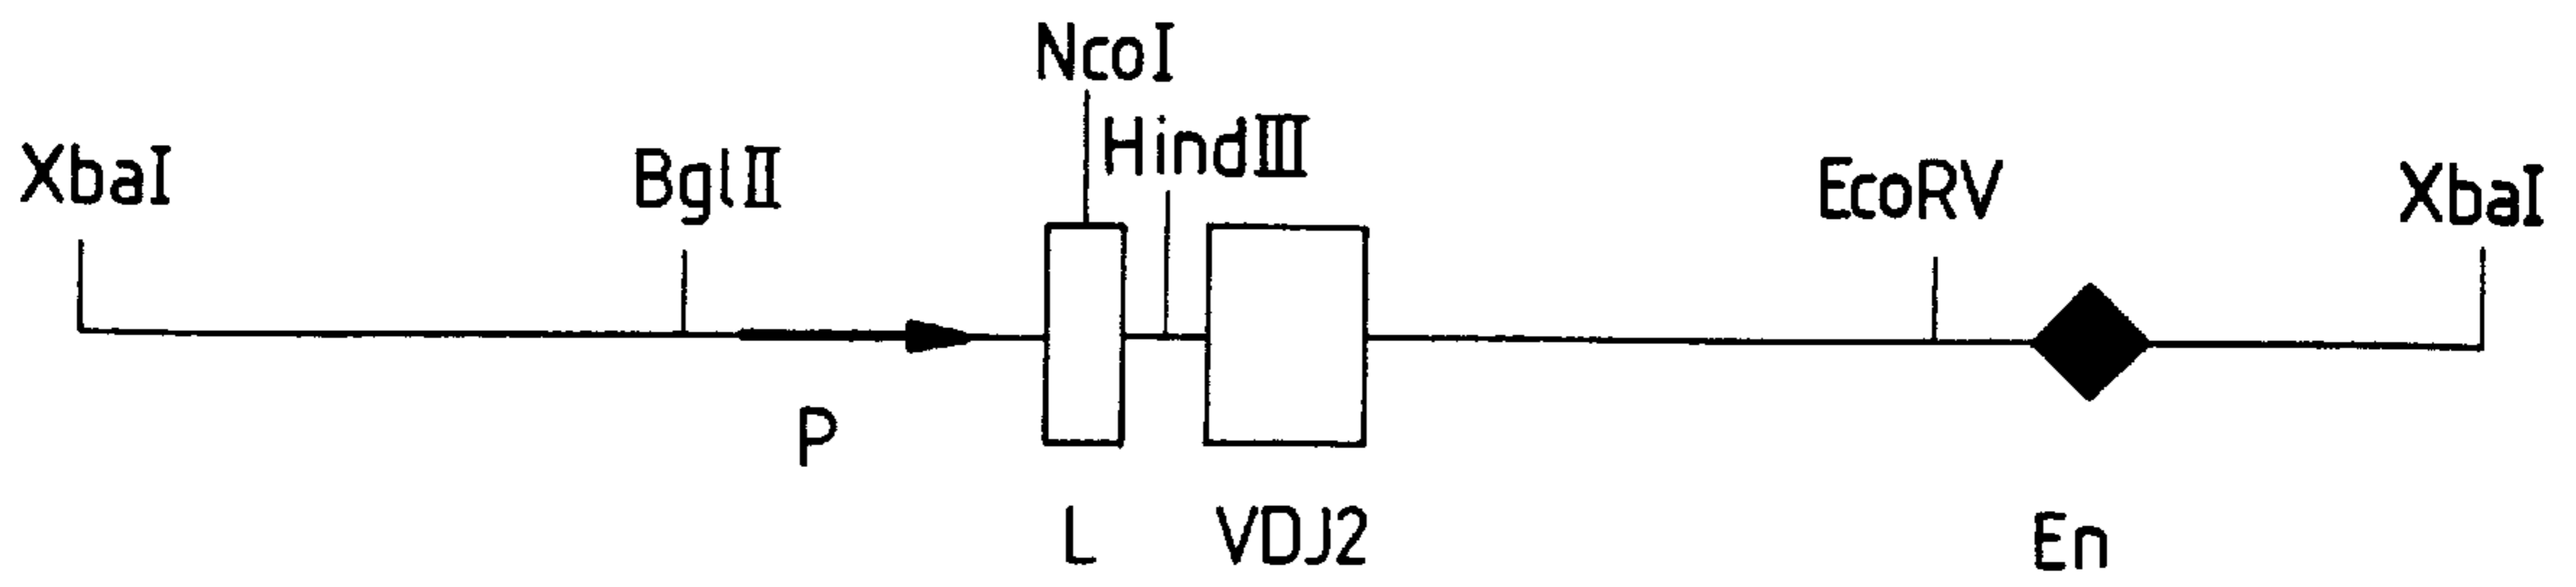 NcoI
HindIII
XbaI
BglII
EcoRV
XbaI
P
L
VDJ2
En